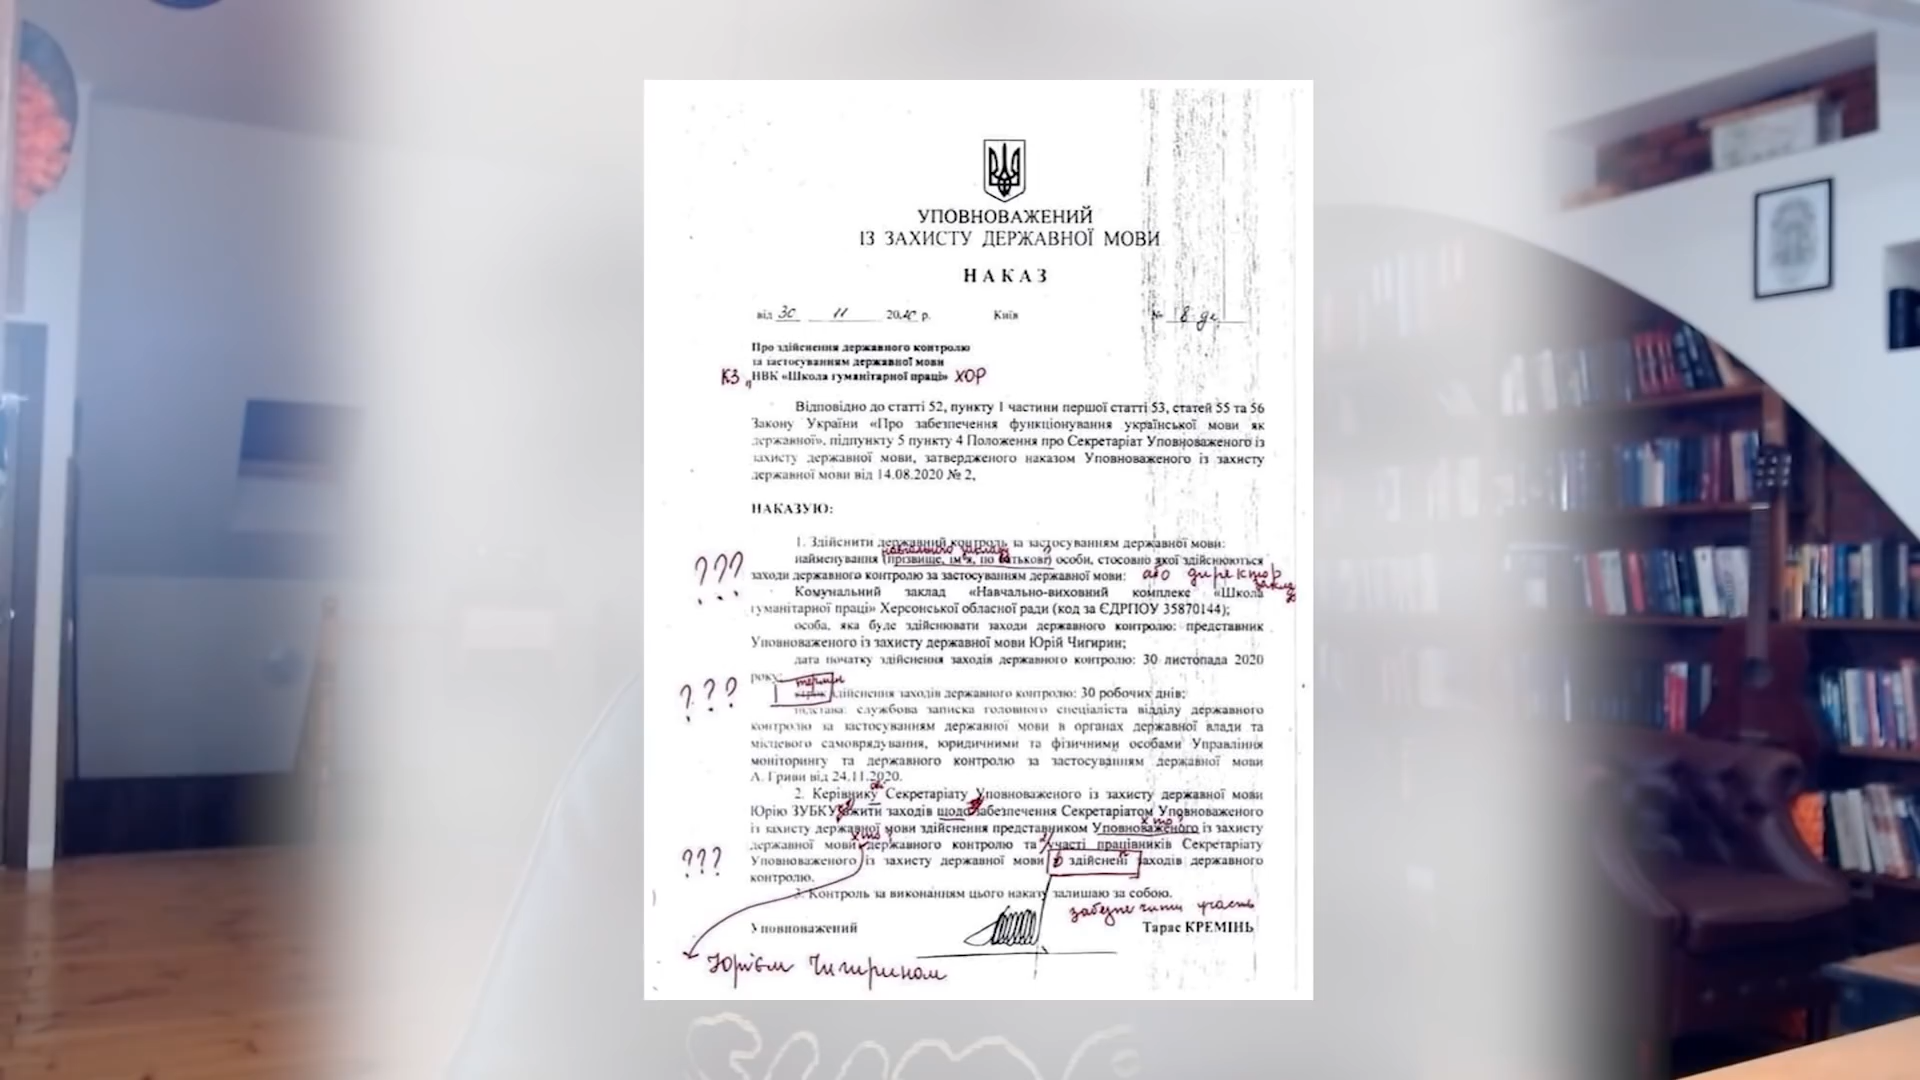 УПОВНОВАЖЕНИЙ
ІЗ ЗАХИСТУ ДЕРЖАВНОЇ МОВИ
НАКАЗ
від 30 11 2020 р. Київ №
Про здійснення державного контролю
за застосуванням державної мови
КЗ „НВК «Школа гуманітарної праці» ХОР
Відповідно до статті 52, пункту 1 частини першої статті 53, статей 55 та 56
Закону України «Про забезпечення функціонування української мови як
державної», підпункту 5 пункту 4 Положення про Секретаріат Уповноваженого із
захисту державної мови, затвердженого наказом Уповноваженого із захисту
державної мови від 14.08.2020 № 2,
НАКАЗУЮ:
1. Здійснити державний контроль за застосуванням державної мови:
навчального закладу ?
найменування (прізвище, ім'я, по батькові) особи, стосовно якої здійснюються
??? заходи державного контролю за застосуванням державної мови: або директор
Комунальний заклад «Навчально-виховний комплекс «Школа
гуманітарної праці» Херсонської обласної ради (код за ЄДРПОУ 35870144);
особа, яка буде здійснювати заходи державного контролю: представник
Уповноваженого із захисту державної мови Юрій Чигирин;
дата початку здійснення заходів державного контролю: 30 листопада 2020
року;
термін
??? здійснення заходів державного контролю: 30 робочих днів;
підстава: службова записка головного спеціаліста відділу державного
контролю за застосуванням державної мови в органах державної влади та
місцевого самоврядування, юридичними та фізичними особами Управління
моніторингу та державного контролю за застосуванням державної мови
А. Гриви від 24.11.2020.
2. Керівнику Секретаріату Уповноваженого із захисту державної мови
Юрію ЗУБКУ вжити заходів щодо забезпечення Секретаріатом Уповноваженого
хто?
із захисту державної мови здійснення представником Уповноваженого із захисту
хто?
державної мови державного контролю та участі працівників Секретаріату
??? Уповноваженого із захисту державної мови в здійснені заходів державного
контролю.
3. Контроль за виконанням цього наказу залишаю за собою.
забезпечити участь
Уповноважений Тарас КРЕМІНЬ
Юрієм Чигирином